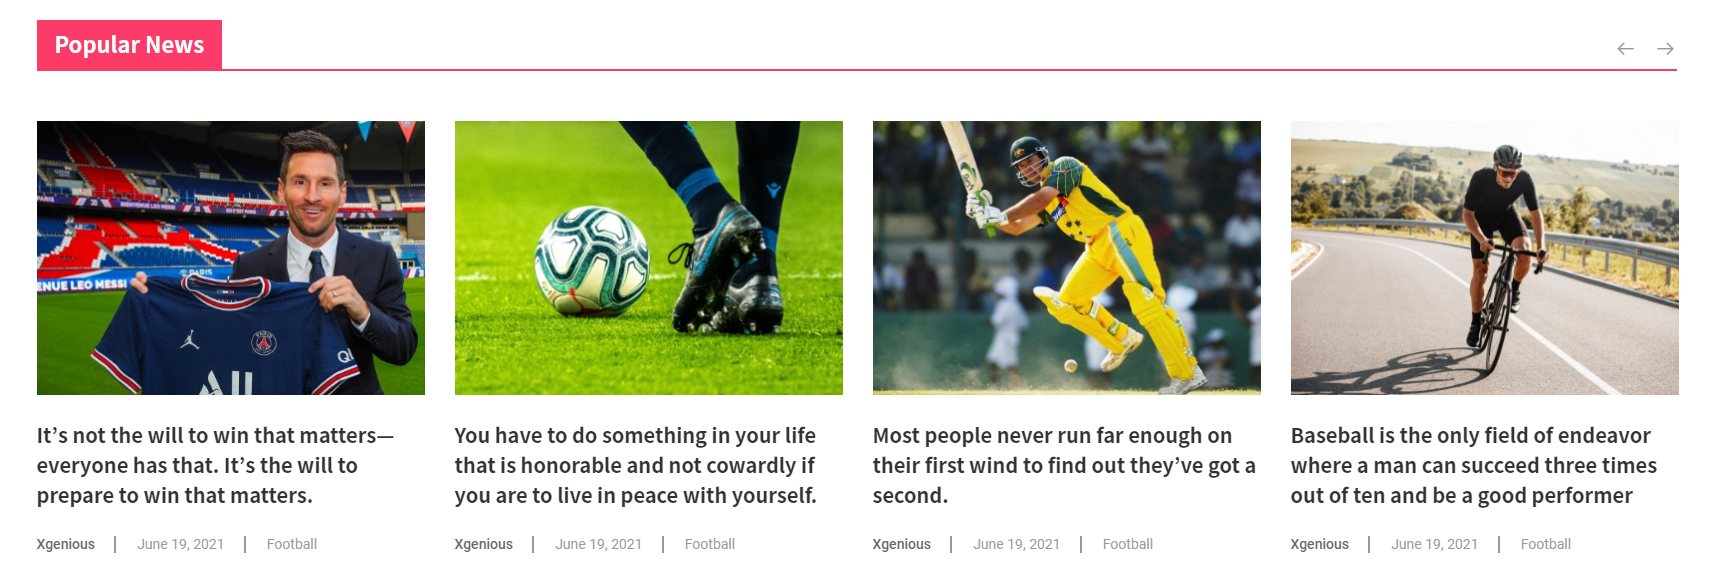 Popular News
BIENVENUE LEO MESSI
PARIS
ENUE LEO MESSI
PARIS
It’s not the will to win that matters—
everyone has that. It’s the will to
prepare to win that matters.
Xgenious
June 19, 2021
Football
You have to do something in your life
that is honorable and not cowardly if
you are to live in peace with yourself.
Xgenious
June 19, 2021
Football
Most people never run far enough on
their first wind to find out they’ve got a
second.
Xgenious
June 19, 2021
Football
Baseball is the only field of endeavor
where a man can succeed three times
out of ten and be a good performer
Xgenious
June 19, 2021
Football